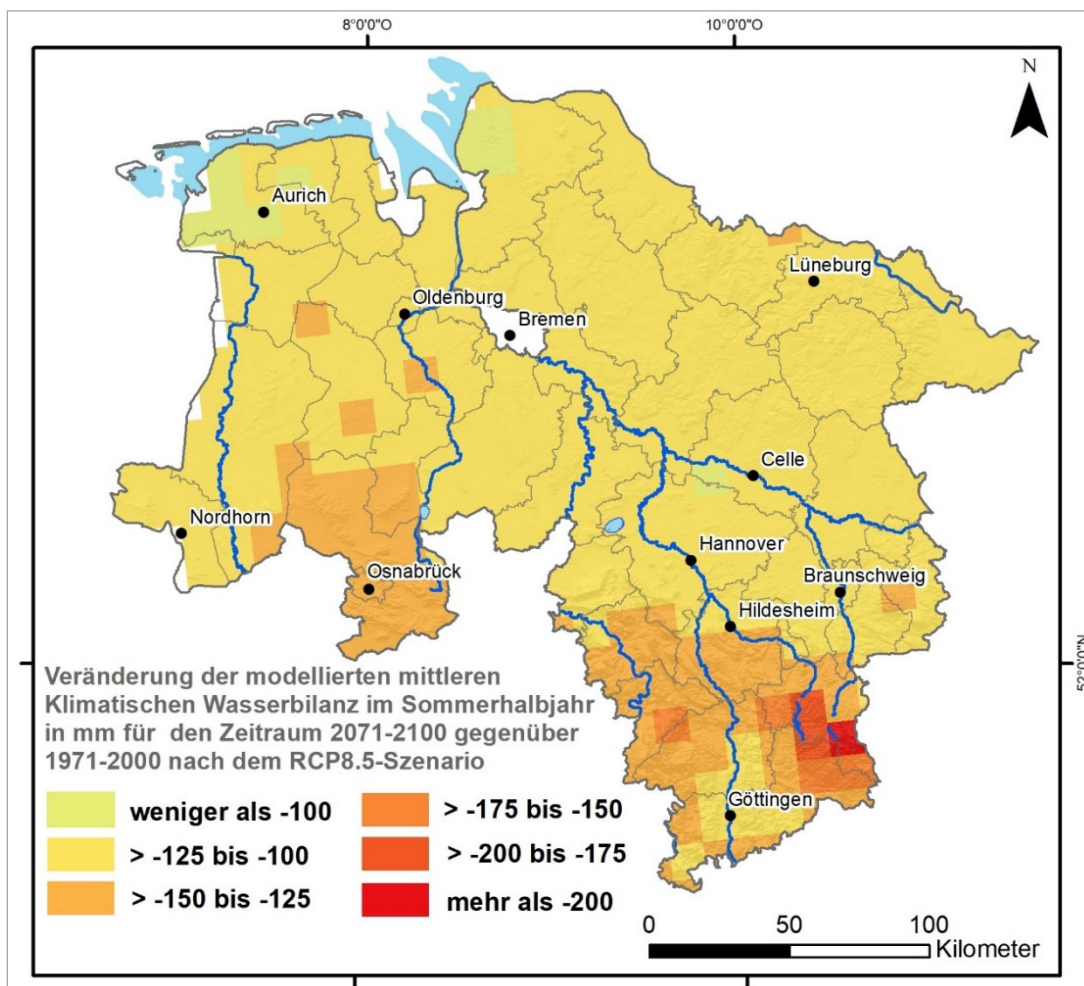 8°0'0"O
10°0'0"O
N
Aurich
Lüneburg
Oldenburg
Bremen
Celle
Nordhorn
Hannover
Osnabrück
Braunschweig
Hildesheim
52°0'0"N
Göttingen
Veränderung der modellierten mittleren
Klimatischen Wasserbilanz im Sommerhalbjahr
in mm für den Zeitraum 2071-2100 gegenüber
1971-2000 nach dem RCP8.5-Szenario
weniger als -100
> -125 bis -100
> -150 bis -125
> -175 bis -150
> -200 bis -175
mehr als -200
0 50 100
Kilometer